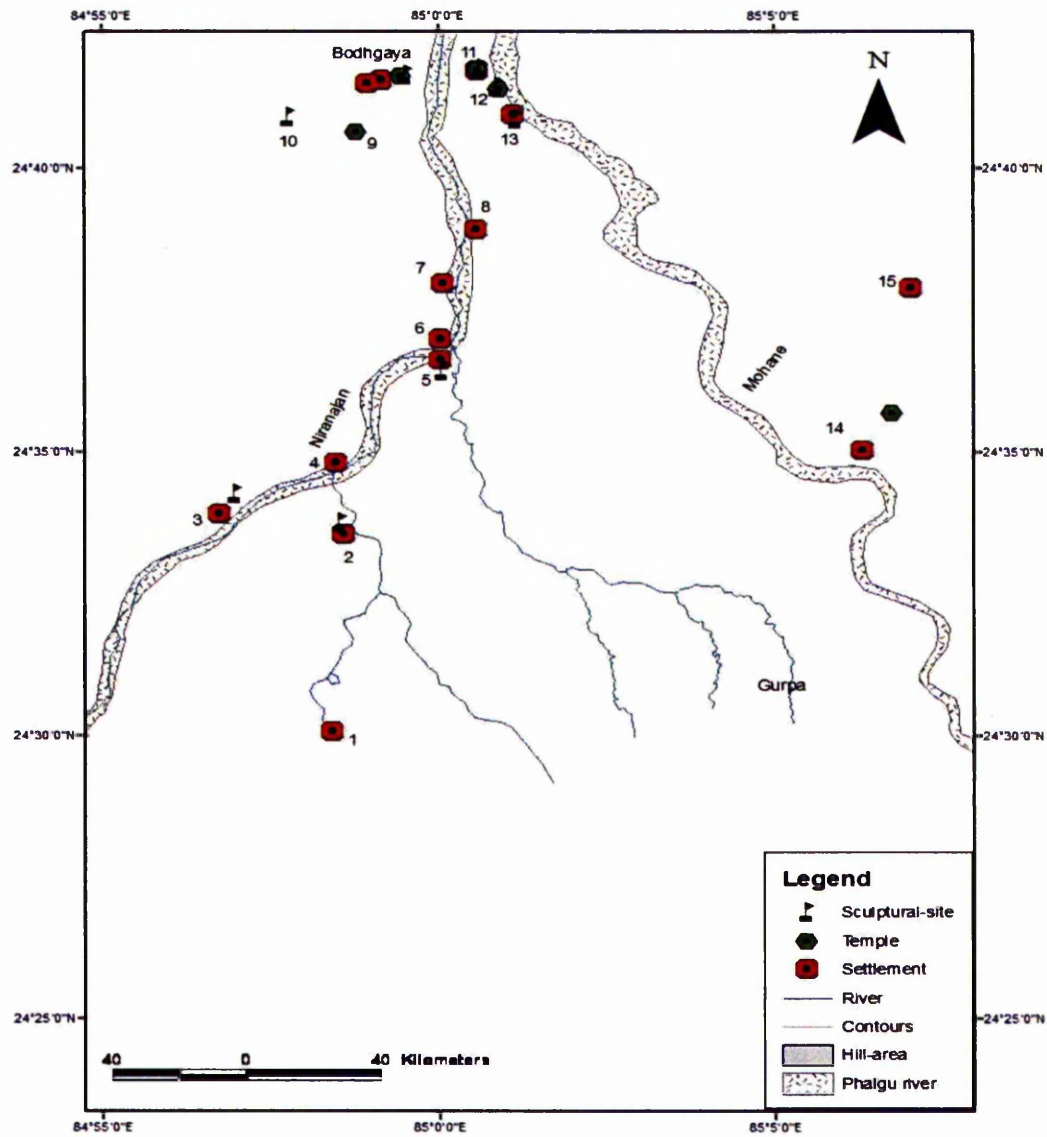 84°55'0"E
85°0'0"E
85°5'0"E
Bodhgaya
N
11
12
10
9
13
24°40'0"N
24°40'0"N
8
7
15
6
5
Mohane
Niranajan
14
24°35'0"N
4
24°35'0"N
3
2
Gurpa
24°30'0"N
1
24°30'0"N
Legend
Sculptural-site
Temple
Settlement
River
24°25'0"N
Contours
24°25'0"N
Hill-area
40 0 40 Kilometers
Phalgu river
84°55'0"E
85°0'0"E
85°5'0"E